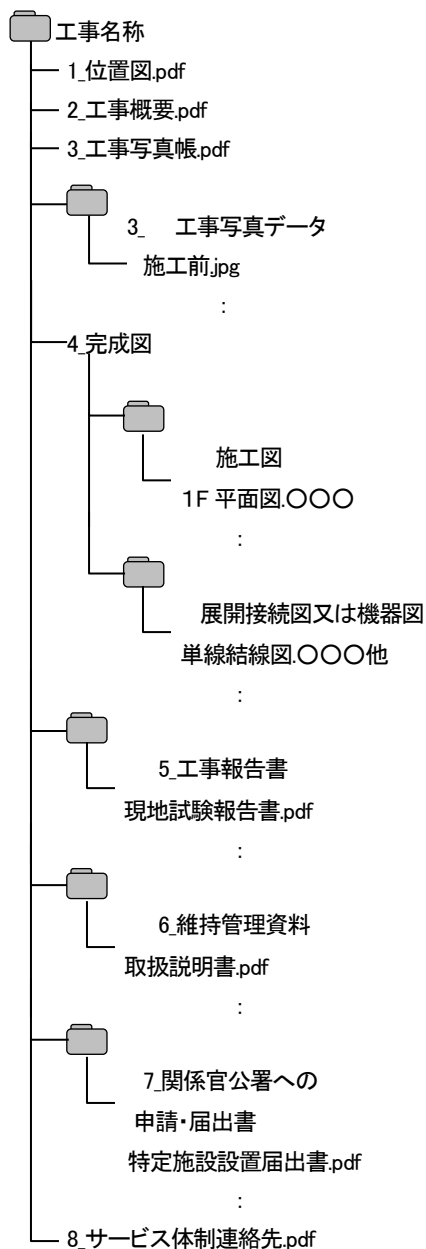 工事名称
1_位置図.pdf
2_工事概要.pdf
3_工事写真帳.pdf
3_ 工事写真データ
施工前.jpg
:
4_完成図
施工図
1F 平面図.〇〇〇
:
展開接続図又は機器図
単線結線図.〇〇〇他
:
5_工事報告書
現地試験報告書.pdf
:
6_維持管理資料
取扱説明書.pdf
:
7_関係官公署への
申請・届出書
特定施設設置届出書.pdf
:
8_サービス体制連絡先.pdf